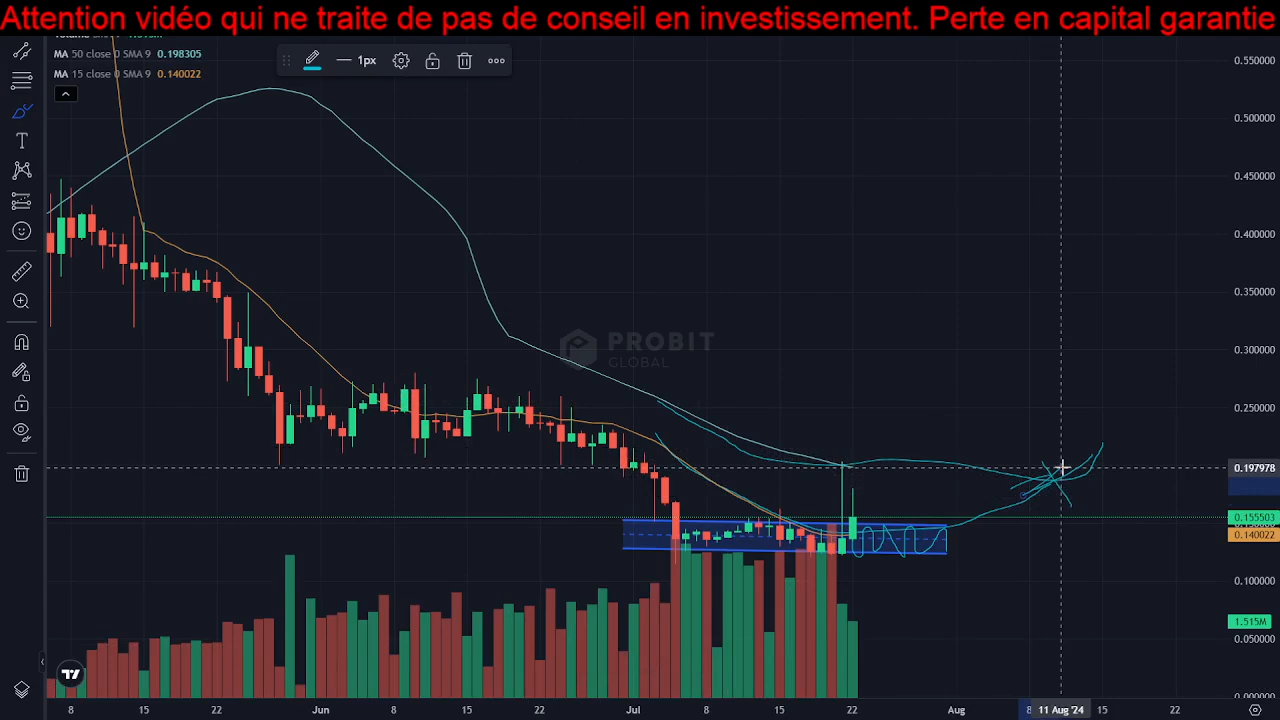 Attention vidéo qui ne traite de pas de conseil en investissement. Perte en capital garantie
MA 50 close 0 SMA 9 0.198305
MA 15 close 0 SMA 9 0.140022
1px
PROBIT
GLOBAL
0.550000
0.500000
0.450000
0.400000
0.350000
0.300000
0.250000
0.197978
0.155503
0.140022
0.100000
1.515M
0.050000
8 15 22 Jun 8 15 22 Jul 8 15 22 Aug 8 11 Aug '24 15 22